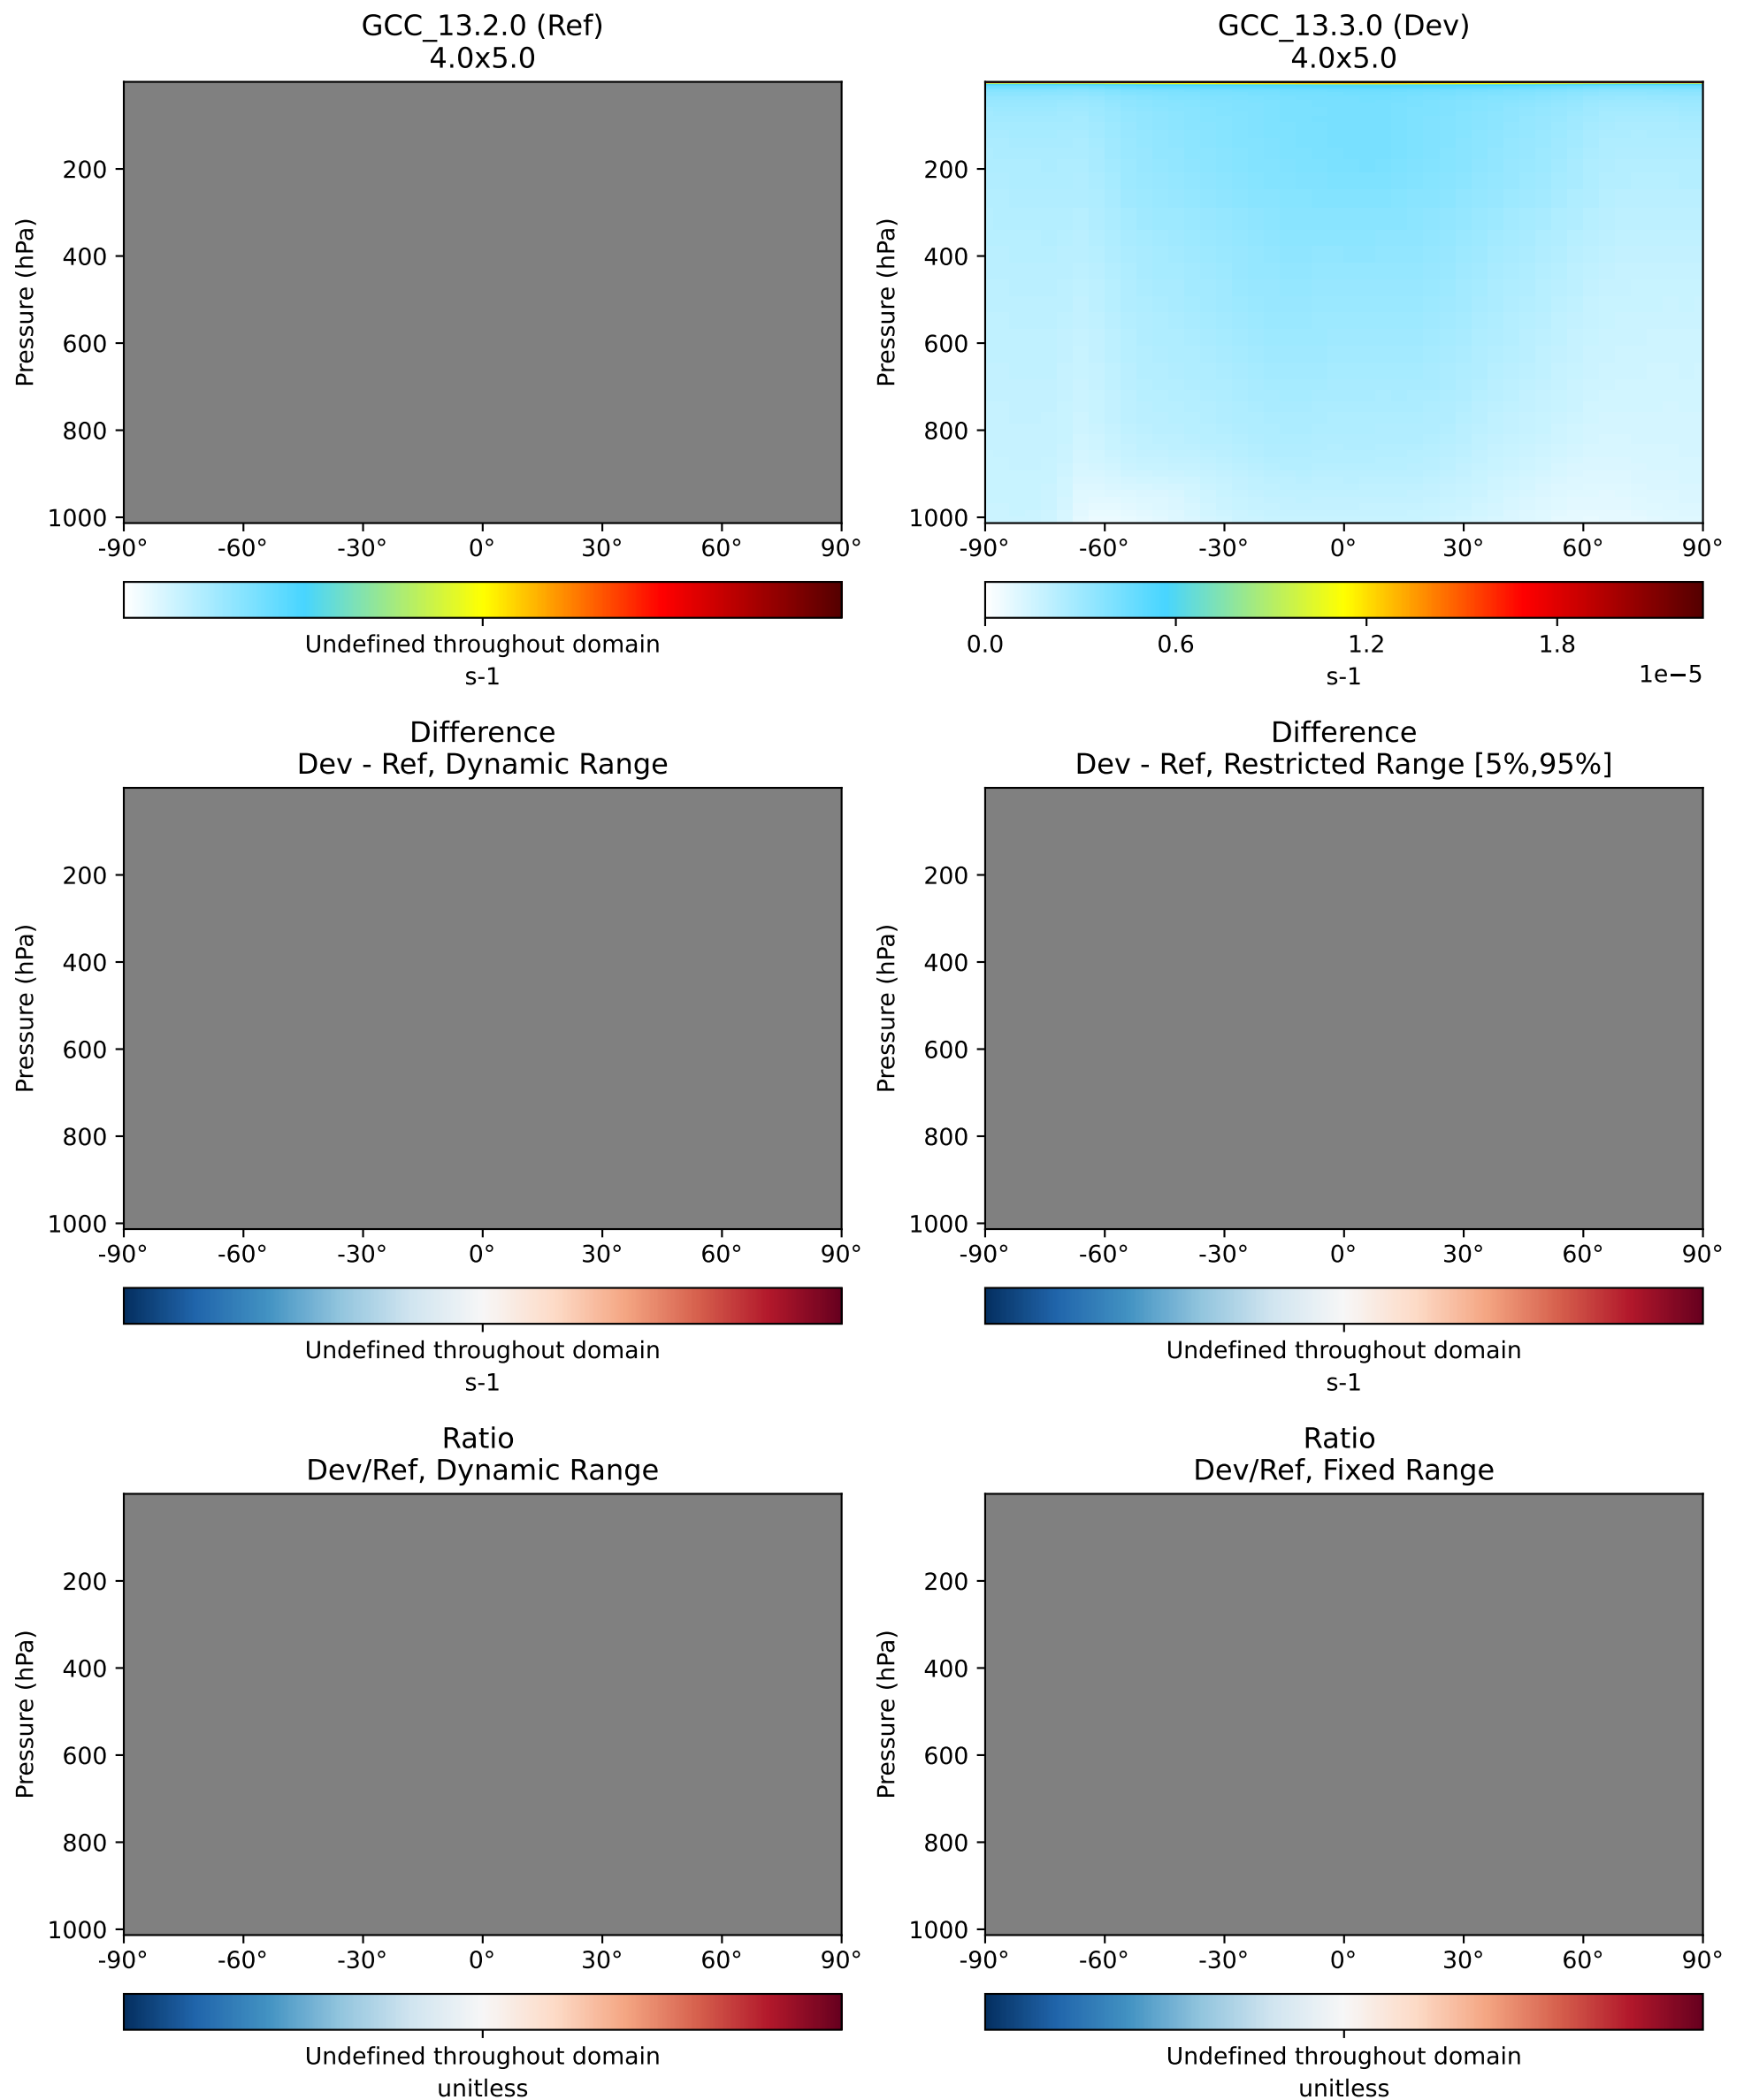 GCC_13.2.0 (Ref)
4.0x5.0
Pressure (hPa)
200
400
600
800
1000
-90° -60° -30° 0° 30° 60° 90°
Undefined throughout domain
s-1
GCC_13.3.0 (Dev)
4.0x5.0
Pressure (hPa)
200
400
600
800
1000
-90° -60° -30° 0° 30° 60° 90°
0.0 0.6 1.2 1.8
s-1
1e−5
Difference
Dev - Ref, Dynamic Range
Pressure (hPa)
200
400
600
800
1000
-90° -60° -30° 0° 30° 60° 90°
Undefined throughout domain
s-1
Difference
Dev - Ref, Restricted Range [5%,95%]
Pressure (hPa)
200
400
600
800
1000
-90° -60° -30° 0° 30° 60° 90°
Undefined throughout domain
s-1
Ratio
Dev/Ref, Dynamic Range
Pressure (hPa)
200
400
600
800
1000
-90° -60° -30° 0° 30° 60° 90°
Undefined throughout domain
unitless
Ratio
Dev/Ref, Fixed Range
Pressure (hPa)
200
400
600
800
1000
-90° -60° -30° 0° 30° 60° 90°
Undefined throughout domain
unitless